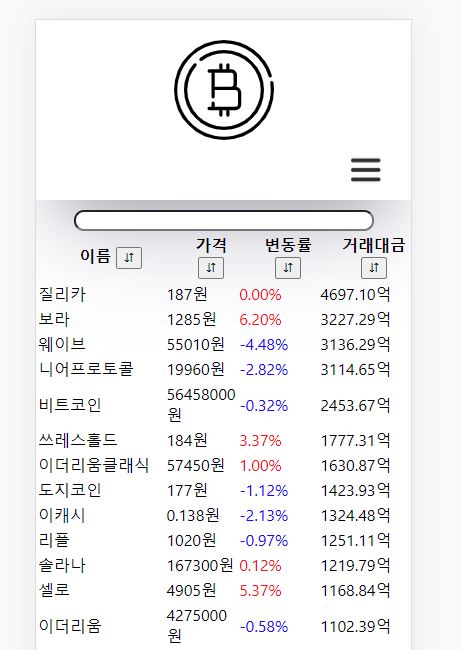 이름 ⇵ 가격 ⇵ 변동률 ⇵ 거래대금 ⇵
질리카 187원 0.00% 4697.10억
보라 1285원 6.20% 3227.29억
웨이브 55010원 -4.48% 3136.29억
니어프로토콜 19960원 -2.82% 3114.65억
비트코인 56458000원 -0.32% 2453.67억
쓰레스홀드 184원 3.37% 1777.31억
이더리움클래식 57450원 1.00% 1630.87억
도지코인 177원 -1.12% 1423.93억
이캐시 0.138원 -2.13% 1324.48억
리플 1020원 -0.97% 1251.11억
솔라나 167300원 0.12% 1219.79억
셀로 4905원 5.37% 1168.84억
이더리움 4275000원 -0.58% 1102.39억